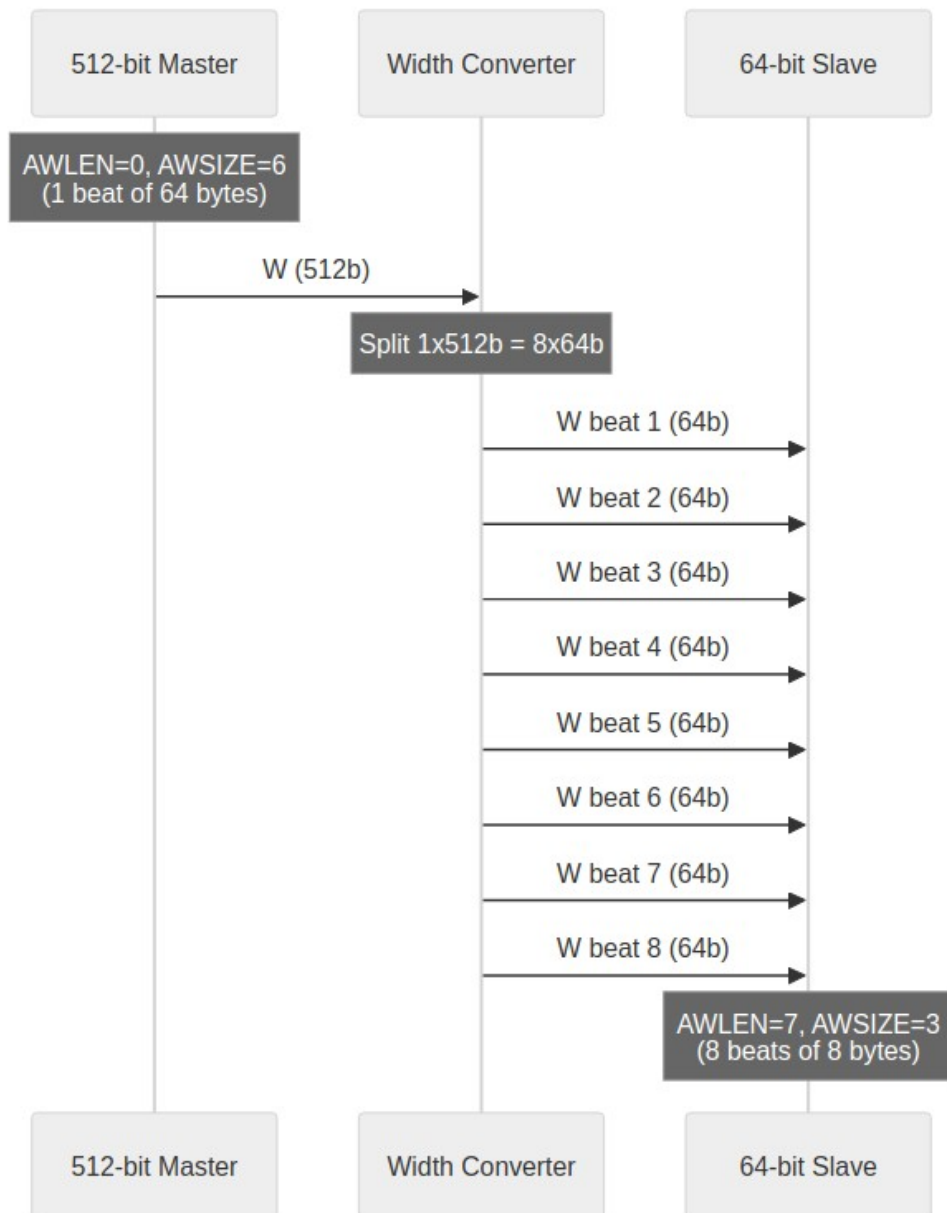 512-bit Master
Width Converter
64-bit Slave
AWLEN=0, AWSIZE=6
(1 beat of 64 bytes)
W (512b)
Split 1x512b = 8x64b
W beat 1 (64b)
W beat 2 (64b)
W beat 3 (64b)
W beat 4 (64b)
W beat 5 (64b)
W beat 6 (64b)
W beat 7 (64b)
W beat 8 (64b)
AWLEN=7, AWSIZE=3
(8 beats of 8 bytes)
512-bit Master
Width Converter
64-bit Slave